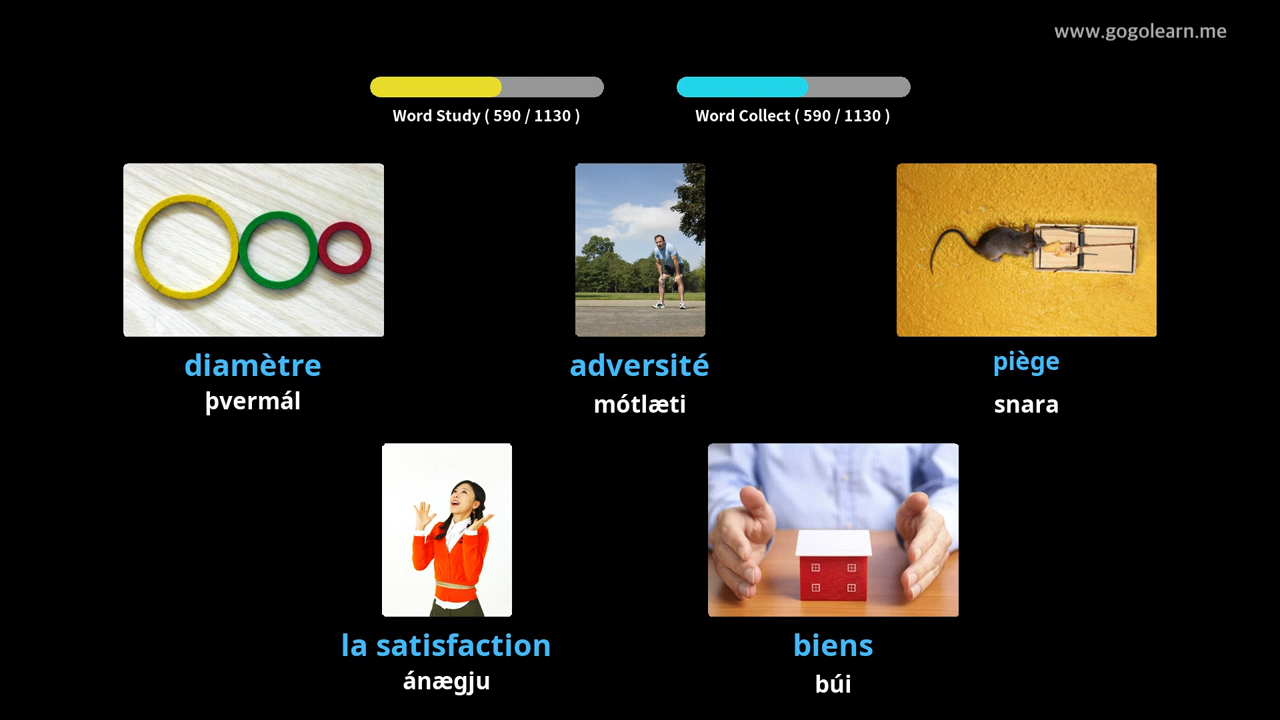 www.gogolearn.me
Word Study ( 590 / 1130 )
Word Collect ( 590 / 1130 )
diamètre
þvermál
adversité
mótlæti
piège
snara
la satisfaction
ánægju
biens
búi